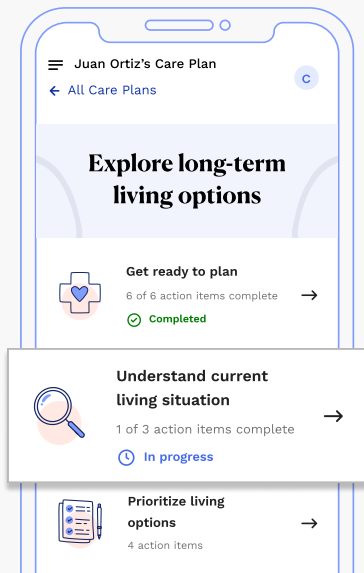 Juan Ortiz’s Care Plan
← All Care Plans
C
Explore long-term
living options
Get ready to plan
6 of 6 action items complete
Completed
Understand current
living situation
1 of 3 action items complete
In progress
Prioritize living
options
4 action items